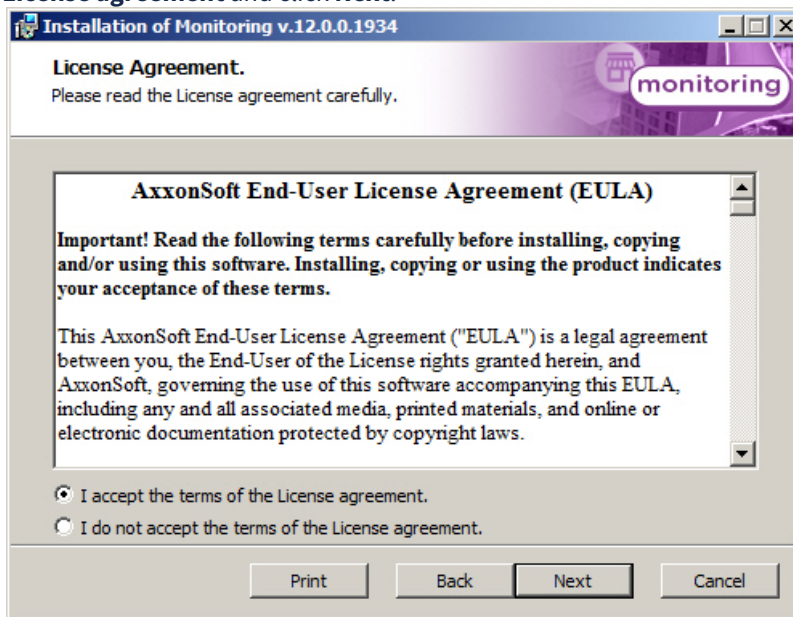 License agreement and click Next.
Installation of Monitoring v.12.0.0.1934
License Agreement.
Please read the License agreement carefully.
monitoring
AxxonSoft End-User License Agreement (EULA)
Important! Read the following terms carefully before installing, copying
and/or using this software. Installing, copying or using the product indicates
your acceptance of these terms.
This AxxonSoft End-User License Agreement ("EULA") is a legal agreement
between you, the End-User of the License rights granted herein, and
AxxonSoft, governing the use of this software accompanying this EULA,
including any and all associated media, printed materials, and online or
electronic documentation protected by copyright laws.
I accept the terms of the License agreement.
I do not accept the terms of the License agreement.
Print
Back
Next
Cancel